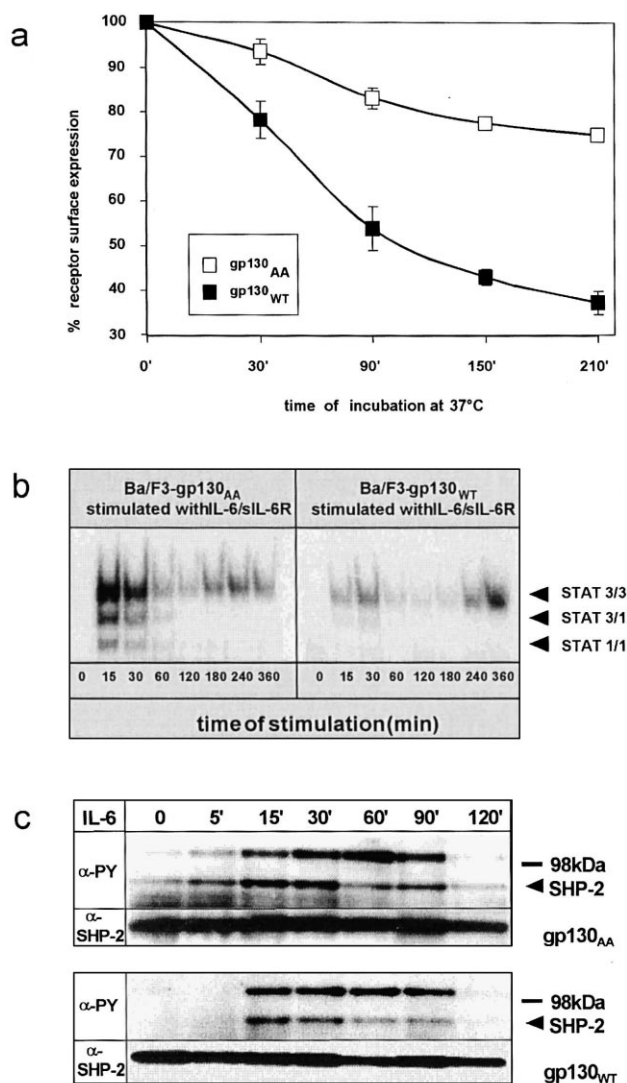 a
100
90
80
70
60
50
40
30
% receptor surface expression
gp130AA
gp130WT
0' 30' 90' 150' 210'
time of incubation at 37°C
b
Ba/F3-gp130AA
stimulated withIL-6/sIL-6R
Ba/F3-gp130WT
stimulated withIL-6/sIL-6R
STAT 3/3
STAT 3/1
STAT 1/1
0 15 30 60 120 180 240 360 0 15 30 60 120 180 240 360
time of stimulation (min)
c
IL-6 0 5' 15' 30' 60' 90' 120'
α-PY
98kDa
SHP-2
α-
SHP-2
gp130AA
α-PY
98kDa
SHP-2
α-
SHP-2
gp130WT